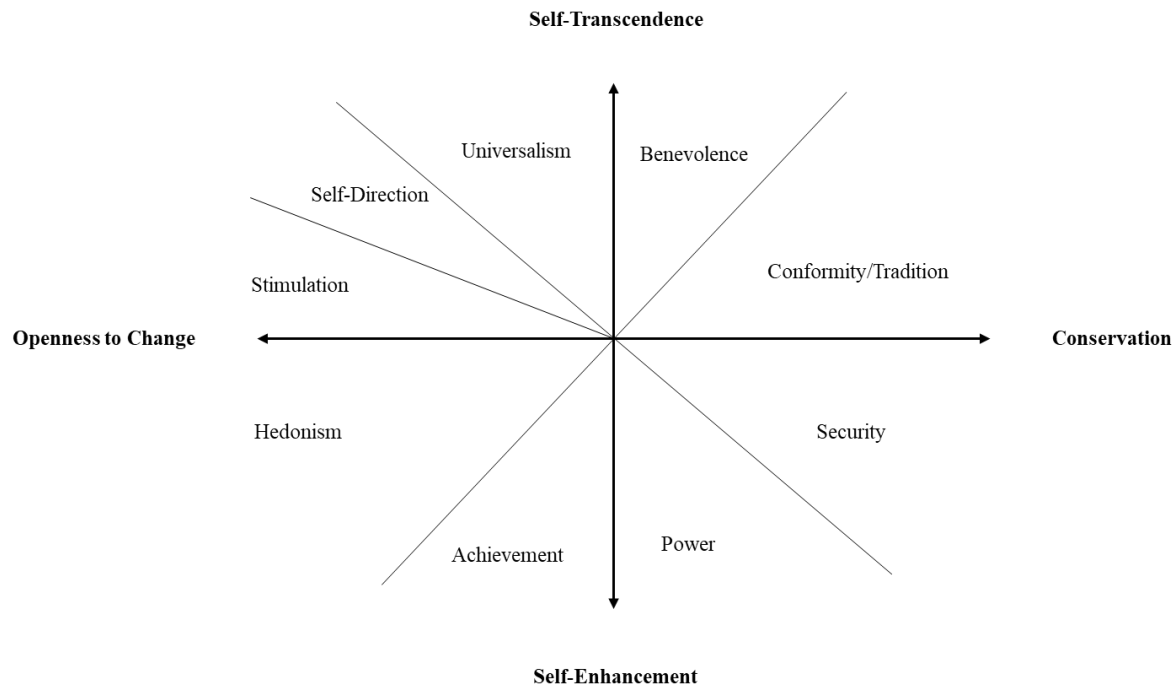 Self-Transcendence
Universalism
Benevolence
Self-Direction
Conformity/Tradition
Stimulation
Openness to Change
Conservation
Hedonism
Security
Achievement
Power
Self-Enhancement